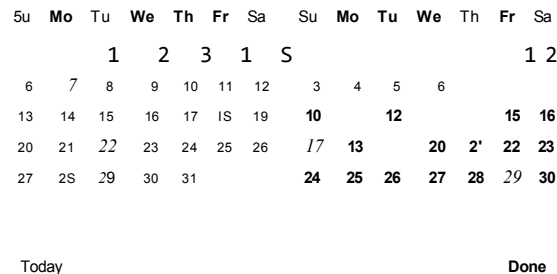 5u Mo Tu We Th Fr Sa Su Mo Tu We Th Fr Sa
1 2 3 1 S 1 2
6 7 8 9 10 11 12 3 4 5 6
13 14 15 16 17 IS 19 10 12 15 16
20 21 22 23 24 25 26 17 13 20 2' 22 23
27 2S 29 30 31 24 25 26 27 28 29 30
Today Done